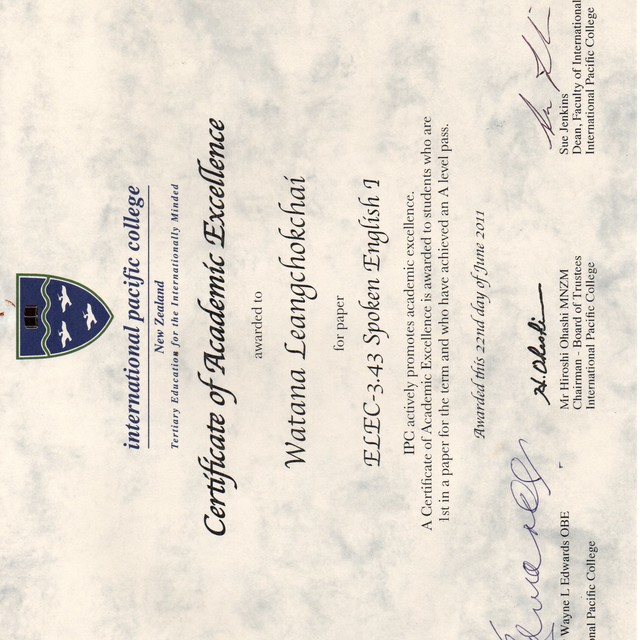 international pacific college
New Zealand
Tertiary Education for the Internationally Minded
Certificate of Academic Excellence
awarded to
Watana Leangchokchai
for paper
ELEC-3.43 Spoken English I
IPC actively promotes academic excellence.
A Certificate of Academic Excellence is awarded to students who are
1st in a paper for the term and who have achieved an A level pass.
Awarded this 22nd day of June 2011
Wayne L Edwards OBE
nal Pacific College
H. Ohashi
Mr Hiroshi Ohashi MNZM
Chairman - Board of Trustees
International Pacific College
Sue Jenkins
Dean, Faculty of International
International Pacific College